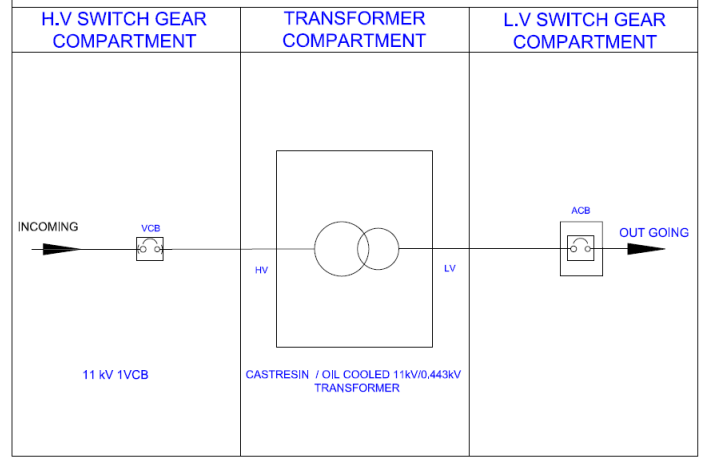 H.V SWITCH GEAR
COMPARTMENT
TRANSFORMER
COMPARTMENT
L.V SWITCH GEAR
COMPARTMENT
INCOMING
VCB
HV
LV
ACB
OUT GOING
11 kV 1VCB
CASTRESIN / OIL COOLED 11kV/0,443kV
TRANSFORMER